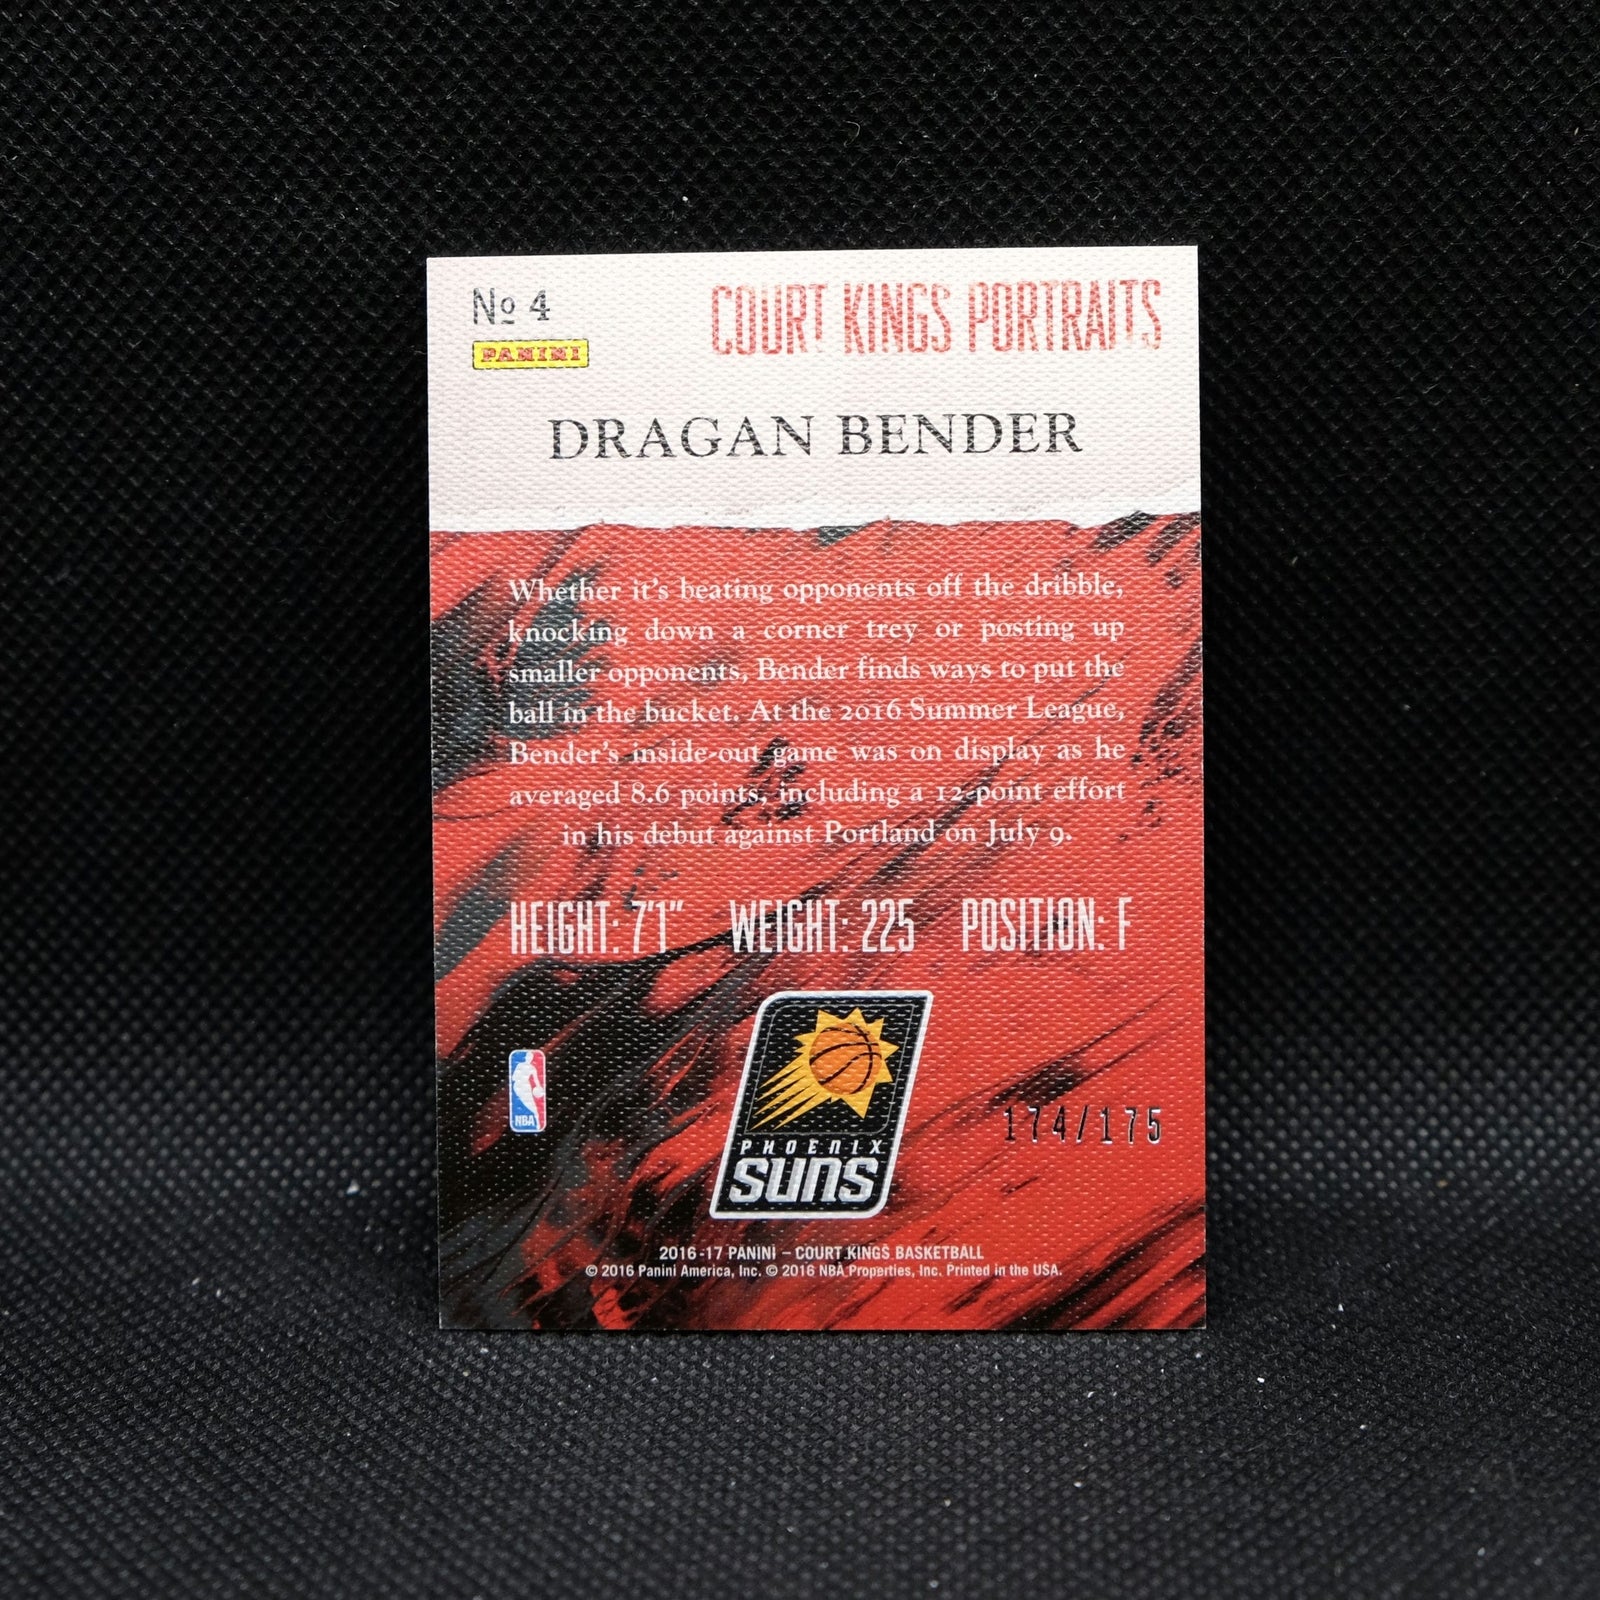 № 4
COURT KINGS PORTRAITS
PANINI
DRAGAN BENDER
Whether it's beating opponents off the dribble,
knocking down a corner trey or posting up
smaller opponents, Bender finds ways to put the
ball in the bucket. At the 2016 Summer League,
Bender's inside-out game was on display as he
averaged 8.6 points, including a 12-point effort
in his debut against Portland on July 9.
HEIGHT: 7'1" WEIGHT: 225 POSITION: F
NBA
174/175
PHOENIX
SUNS
2016-17 PANINI – COURT KINGS BASKETBALL
© 2016 Panini America, Inc. © 2016 NBA Properties, Inc. Printed in the USA.